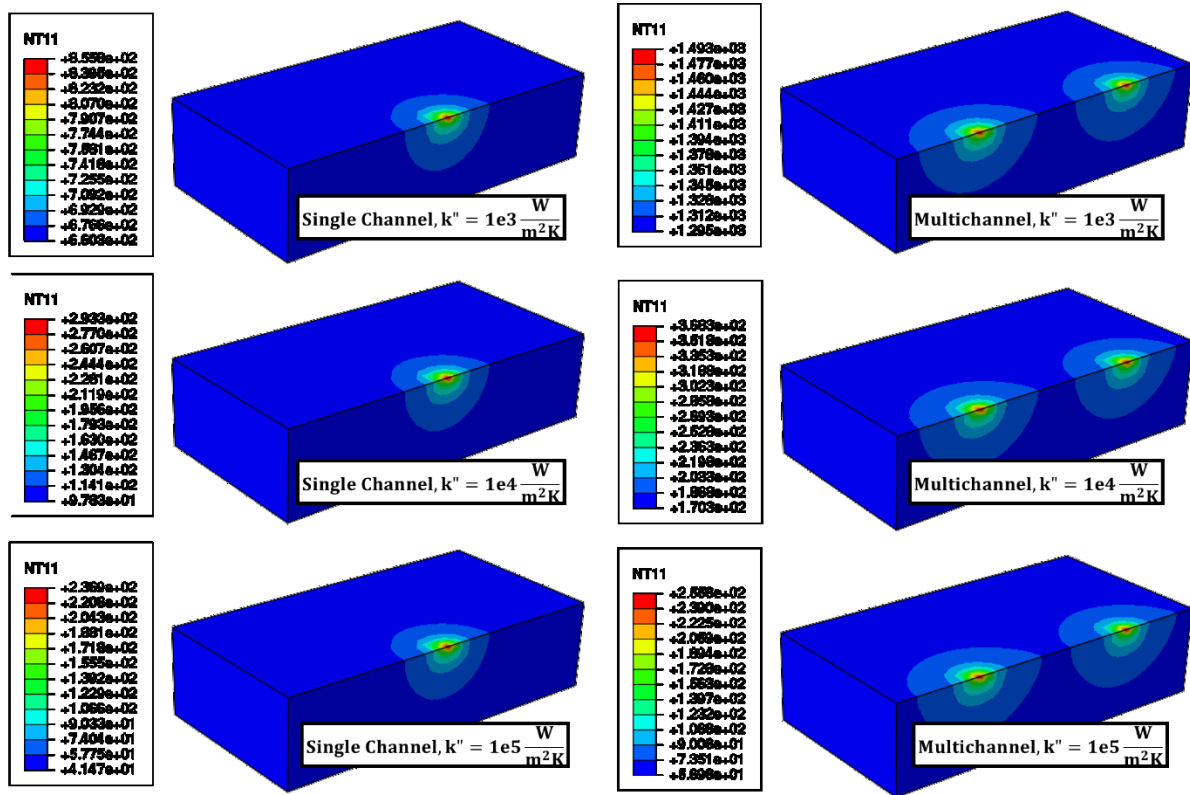 NT11
+8.558e+02
+8.395e+02
+8.232e+02
+8.070e+02
+7.907e+02
+7.744e+02
+7.581e+02
+7.418e+02
+7.255e+02
+7.092e+02
+6.929e+02
+6.766e+02
+6.603e+02
Single Channel, k" = 1e3 W/m²K
NT11
+1.493e+03
+1.477e+03
+1.460e+03
+1.444e+03
+1.427e+03
+1.411e+03
+1.394e+03
+1.378e+03
+1.361e+03
+1.345e+03
+1.328e+03
+1.312e+03
+1.295e+03
Multichannel, k" = 1e3 W/m²K
NT11
+2.933e+02
+2.770e+02
+2.607e+02
+2.444e+02
+2.281e+02
+2.119e+02
+1.956e+02
+1.793e+02
+1.630e+02
+1.467e+02
+1.304e+02
+1.141e+02
+9.783e+01
Single Channel, k" = 1e4 W/m²K
NT11
+3.683e+02
+3.518e+02
+3.353e+02
+3.188e+02
+3.023e+02
+2.858e+02
+2.693e+02
+2.528e+02
+2.363e+02
+2.198e+02
+2.033e+02
+1.868e+02
+1.703e+02
Multichannel, k" = 1e4 W/m²K
NT11
+2.369e+02
+2.206e+02
+2.043e+02
+1.881e+02
+1.718e+02
+1.555e+02
+1.392e+02
+1.229e+02
+1.066e+02
+9.033e+01
+7.404e+01
+5.775e+01
+4.147e+01
Single Channel, k" = 1e5 W/m²K
NT11
+2.556e+02
+2.390e+02
+2.225e+02
+2.059e+02
+1.894e+02
+1.728e+02
+1.563e+02
+1.397e+02
+1.232e+02
+1.066e+02
+9.006e+01
+7.351e+01
+5.696e+01
Multichannel, k" = 1e5 W/m²K